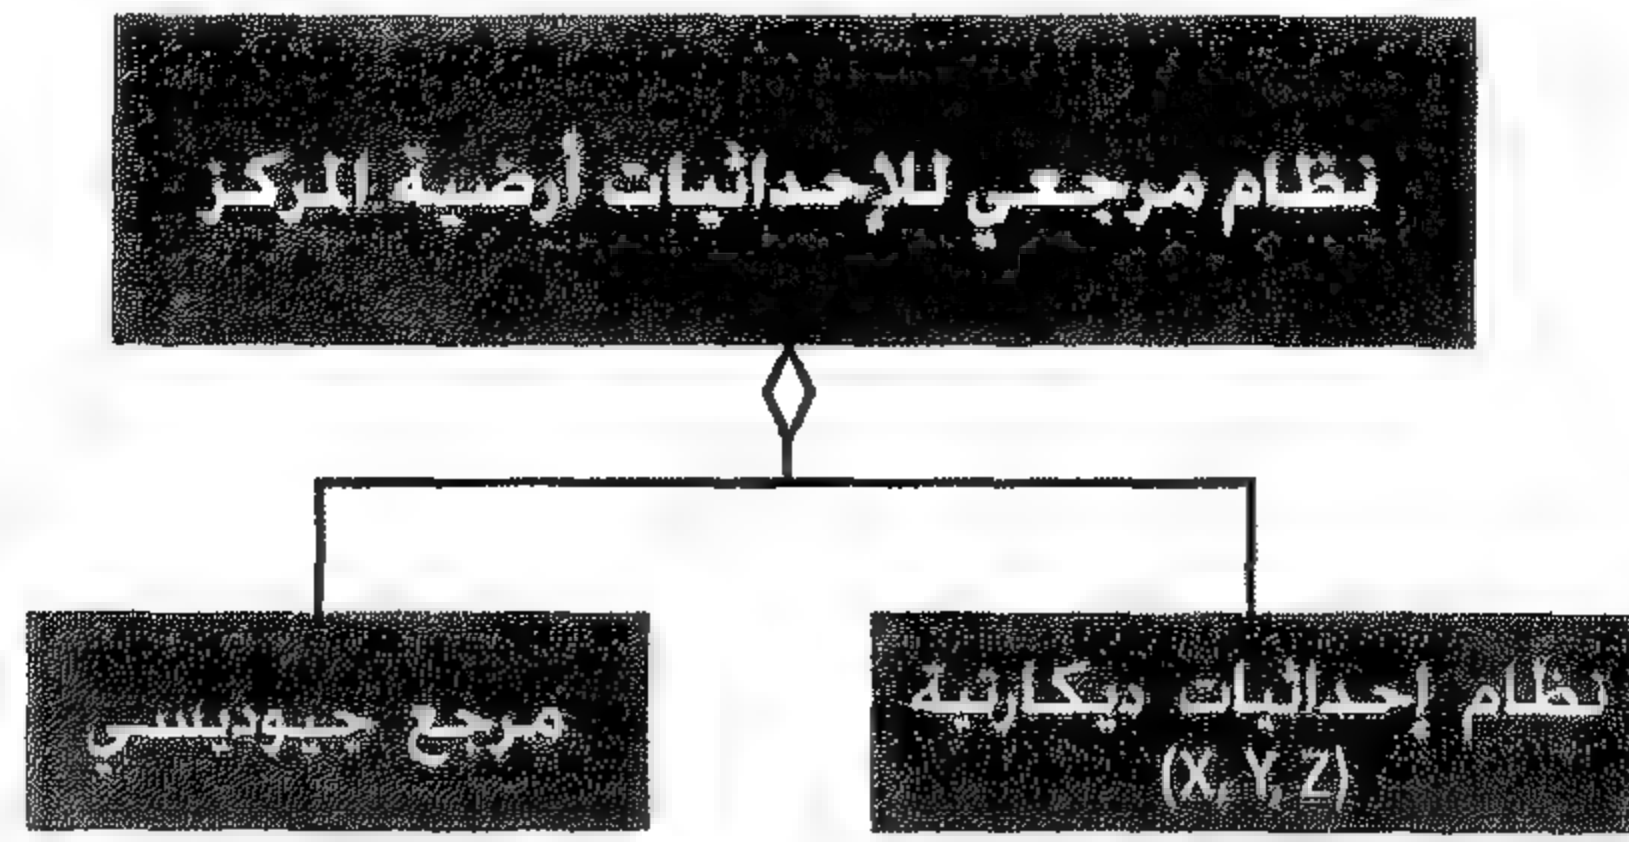 نظام مرجعي للإحداثيات أرضية المركز
نظام إحداثيات ديكارتية
(X, Y, Z)
مرجع جيوديسي